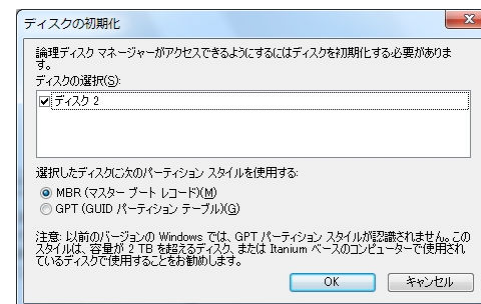 ディスクの初期化
論理ディスク マネージャーがアクセスできるようにするにはディスクを初期化する必要がありま
す。
ディスクの選択(S):
ディスク 2
選択したディスクに次のパーティション スタイルを使用する:
MBR (マスター ブート レコード)(M)
GPT (GUID パーティション テーブル)(G)
注意: 以前のバージョンの Windows では、GPT パーティション スタイルが認識されません。この
スタイルは、容量が 2 TB を超えるディスク、または Itanium ベースのコンピューターで使用され
ているディスクで使用することをお勧めします。
OK キャンセル